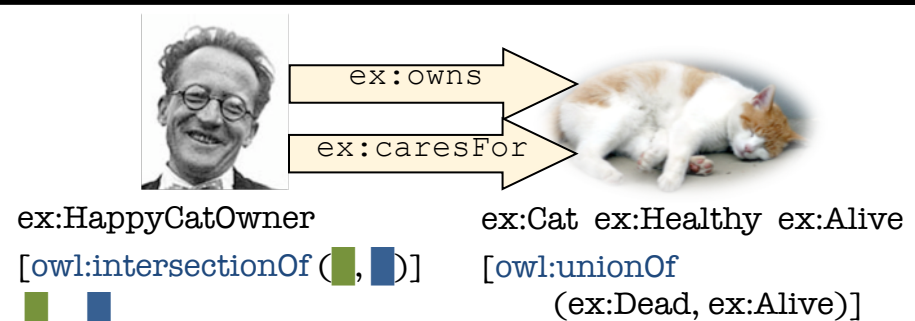 ex:owns
ex:caresFor
ex:HappyCatOwner
ex:Cat ex:Healthy ex:Alive
[owl:intersectionOf ( , )]
[owl:unionOf
(ex:Dead, ex:Alive)]